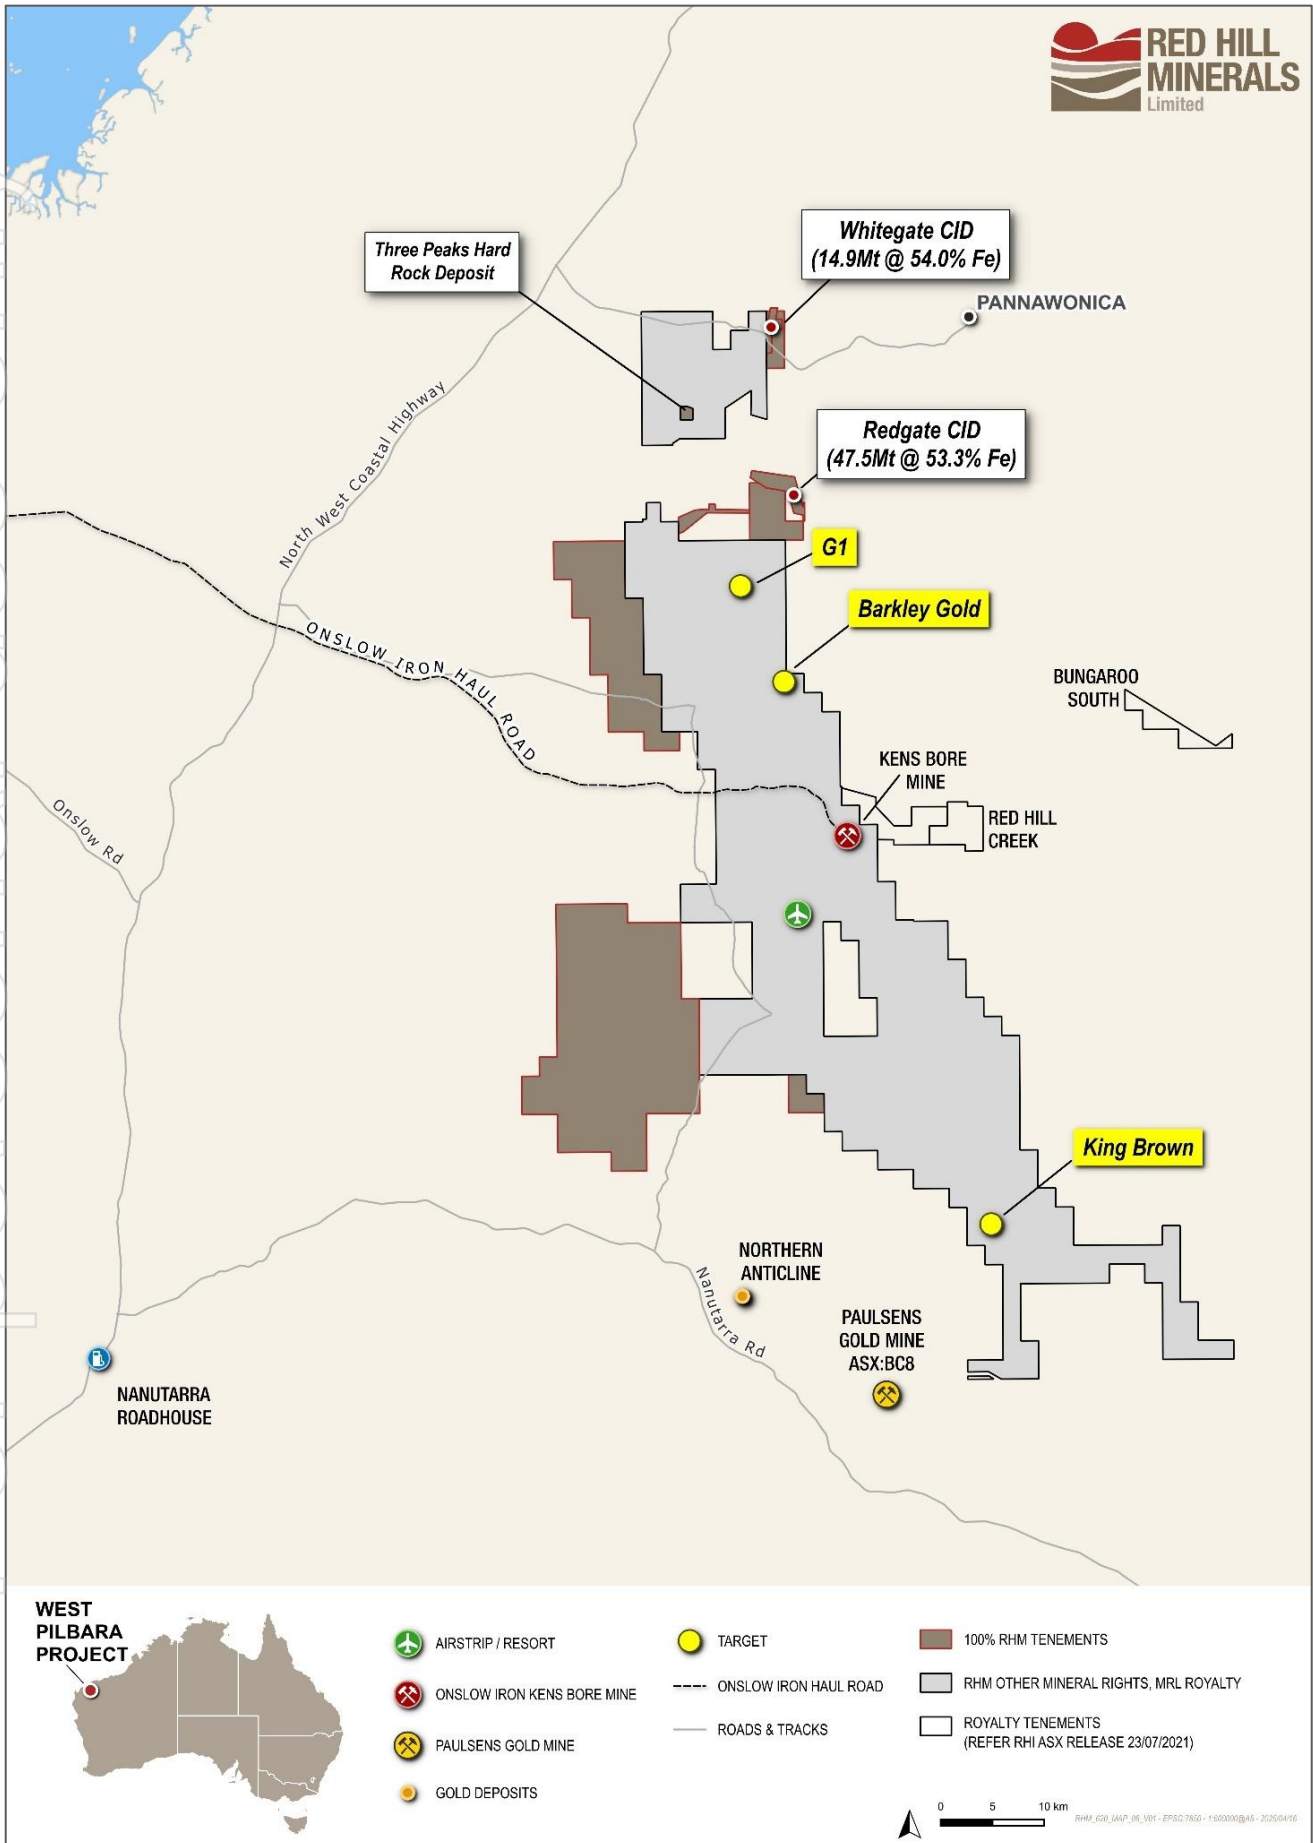 RED HILL
MINERALS
Limited
Whitegate CID
(14.9Mt @ 54.0% Fe)
Three Peaks Hard
Rock Deposit
PANNAWONICA
North West Coastal Highway
Redgate CID
(47.5Mt @ 53.3% Fe)
G1
Barkley Gold
ONSLOW IRON HAUL ROAD
BUNGAROO
SOUTH
KENS BORE
MINE
RED HILL
CREEK
Onslow Rd
King Brown
NORTHERN
ANTICLINE
Nanutarra Rd
PAULSENS
GOLD MINE
ASX:BC8
NANUTARRA
ROADHOUSE
WEST
PILBARA
PROJECT
AIRSTRIP / RESORT
ONSLOW IRON KENS BORE MINE
PAULSENS GOLD MINE
GOLD DEPOSITS
TARGET
ONSLOW IRON HAUL ROAD
ROADS & TRACKS
100% RHM TENEMENTS
RHM OTHER MINERAL RIGHTS, MRL ROYALTY
ROYALTY TENEMENTS
(REFER RHI ASX RELEASE 23/07/2021)
0 5 10 km